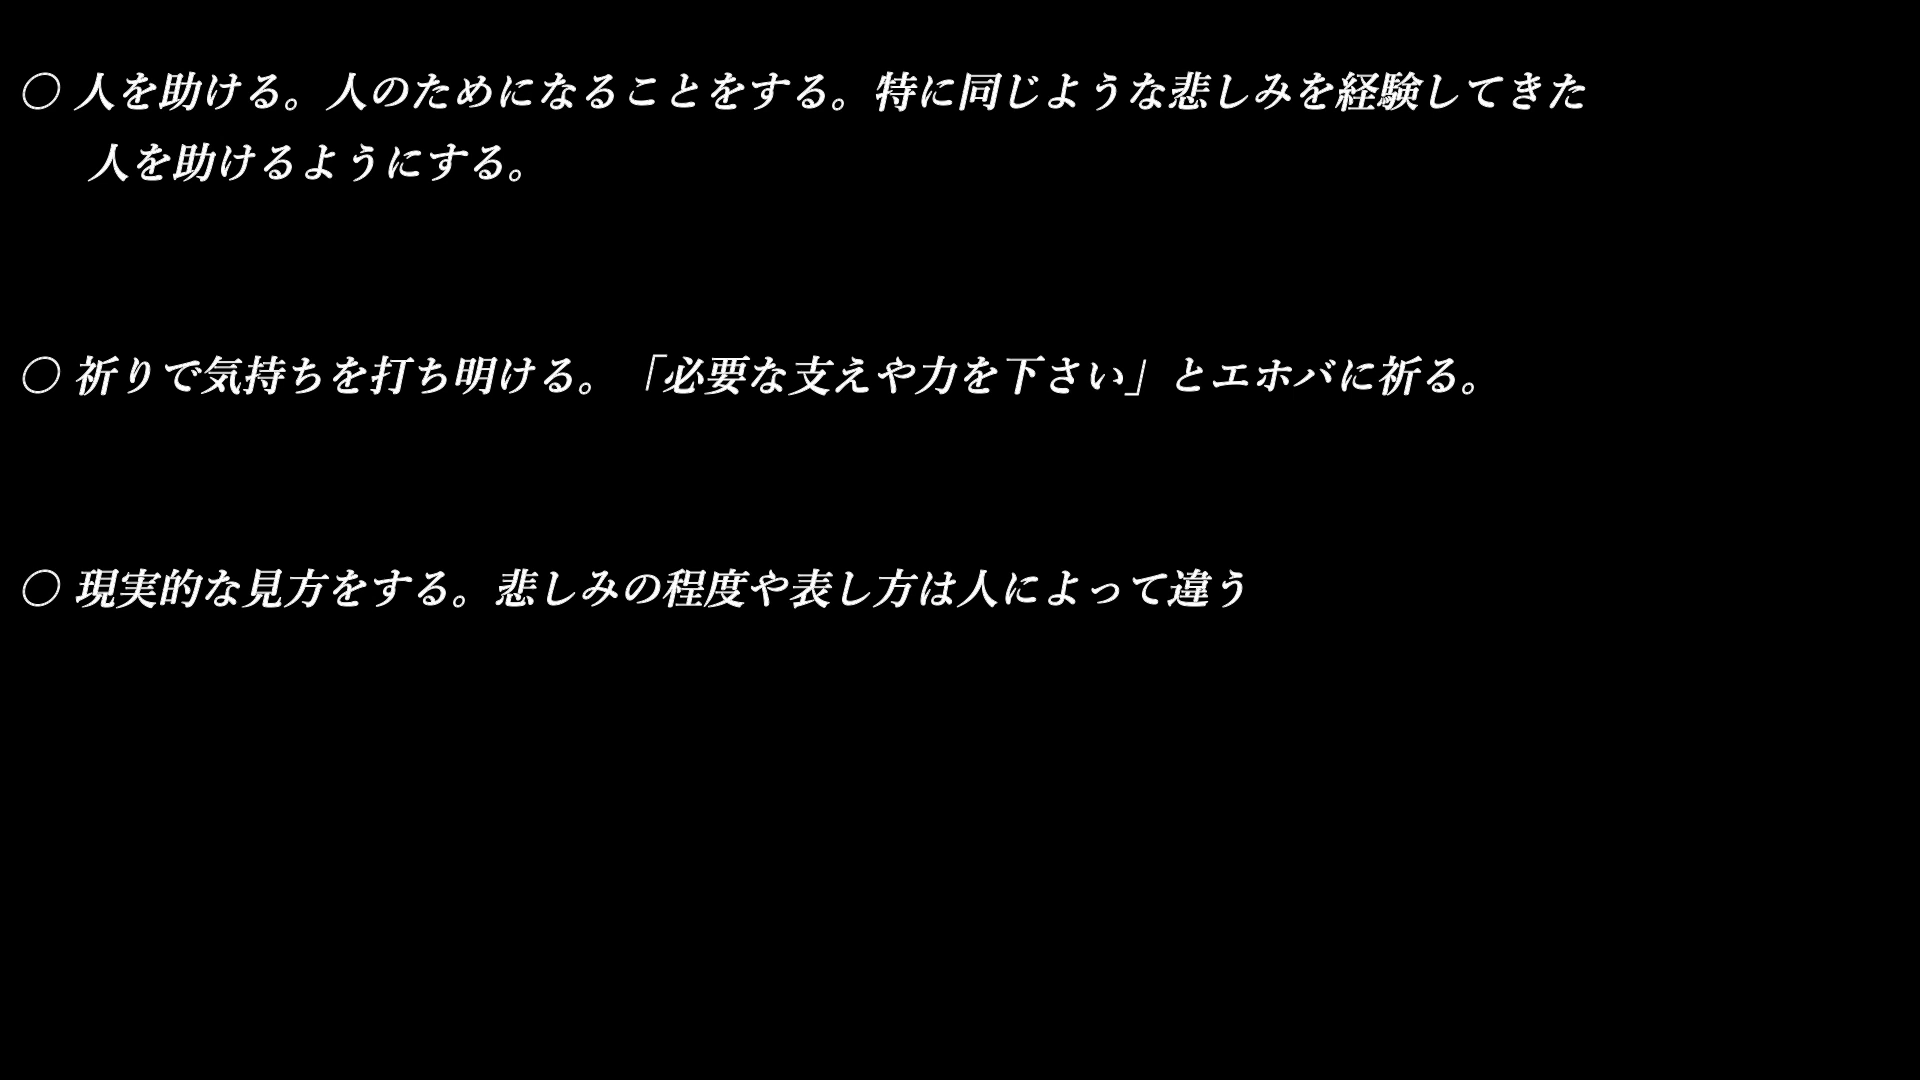 ○ 人を助ける。人のためになることをする。特に同じような悲しみを経験してきた
人を助けるようにする。
○ 祈りで気持ちを打ち明ける。「必要な支えや力を下さい」とエホバに祈る。
○ 現実的な見方をする。悲しみの程度や表し方は人によって違う